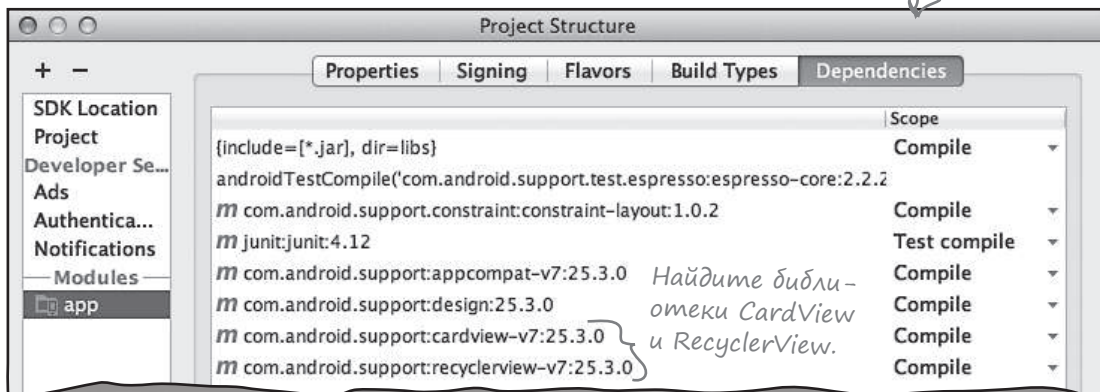 Project Structure
+ −
Properties Signing Flavors Build Types Dependencies
SDK Location
Project
Developer Se...
Ads
Authentica...
Notifications
Modules
app
Scope
{include=[*.jar], dir=libs} Compile
androidTestCompile('com.android.support.test.espresso:espresso-core:2.2.2
m com.android.support.constraint:constraint-layout:1.0.2 Compile
m junit:junit:4.12 Test compile
m com.android.support:appcompat-v7:25.3.0 Compile
m com.android.support:design:25.3.0 Compile
m com.android.support:cardview-v7:25.3.0 Compile
m com.android.support:recyclerview-v7:25.3.0 Compile
Найдите библи-
отеки CardView
и RecyclerView.